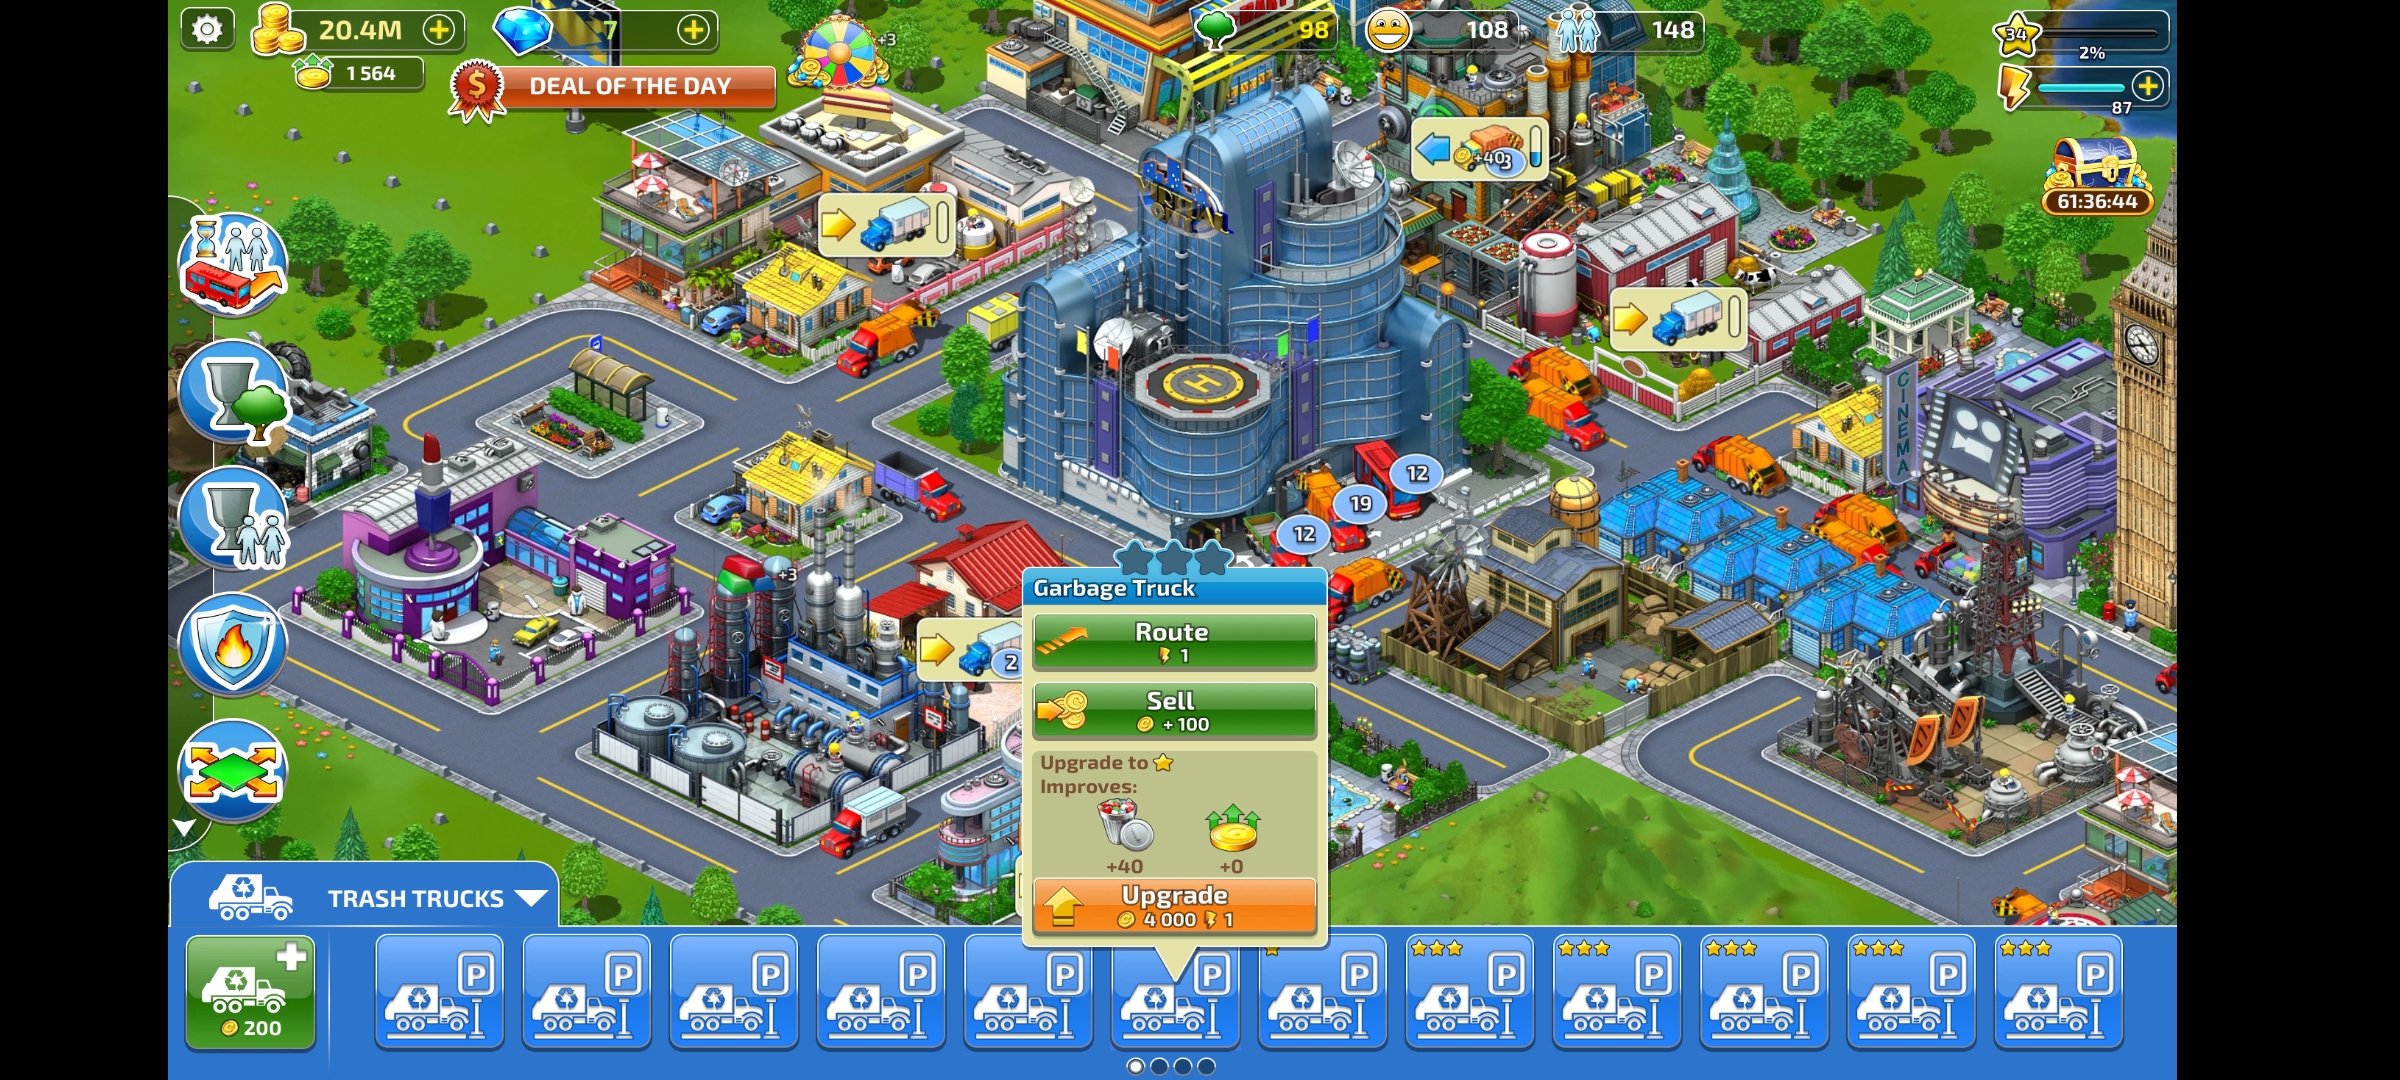 20.4M
7
+3
98
108
148
34
2%
1 564
DEAL OF THE DAY
87
+40
3
61:36:44
CINEMA
12
19
12
+3
2
Garbage Truck
Route
1
Sell
+ 100
Upgrade to
Improves:
+40
+0
Upgrade
4 000 1
TRASH TRUCKS
200
P
P
P
P
P
P
P
P
P
P
P
P
H